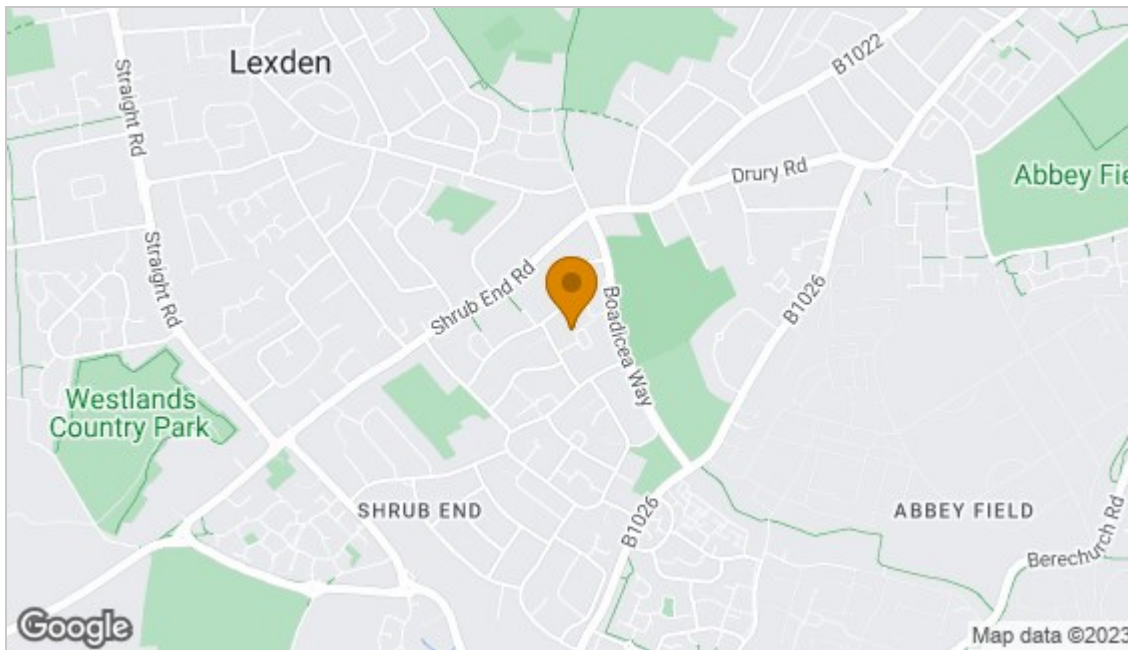 Lexden
B1022
Straight Rd
Drury Rd
Abbey Fie
Straight Rd
Shrub End Rd
Boadicea Way
B1026
Westlands
Country Park
SHRUB END
B1026
ABBEY FIELD
Berechurch Rd
Google
Map data ©2023